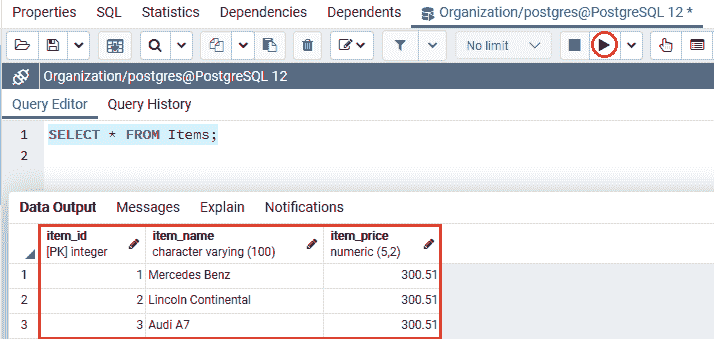 Properties SQL Statistics Dependencies Dependents Organization/postgres@PostgreSQL 12 *
No limit
Organization/postgres@PostgreSQL 12
Query Editor Query History
1 SELECT * FROM Items;
2
Data Output Messages Explain Notifications
item_id item_name item_price
[PK] integer character varying (100) numeric (5,2)
1 1 Mercedes Benz 300.51
2 2 Lincoln Continental 300.51
3 3 Audi A7 300.51